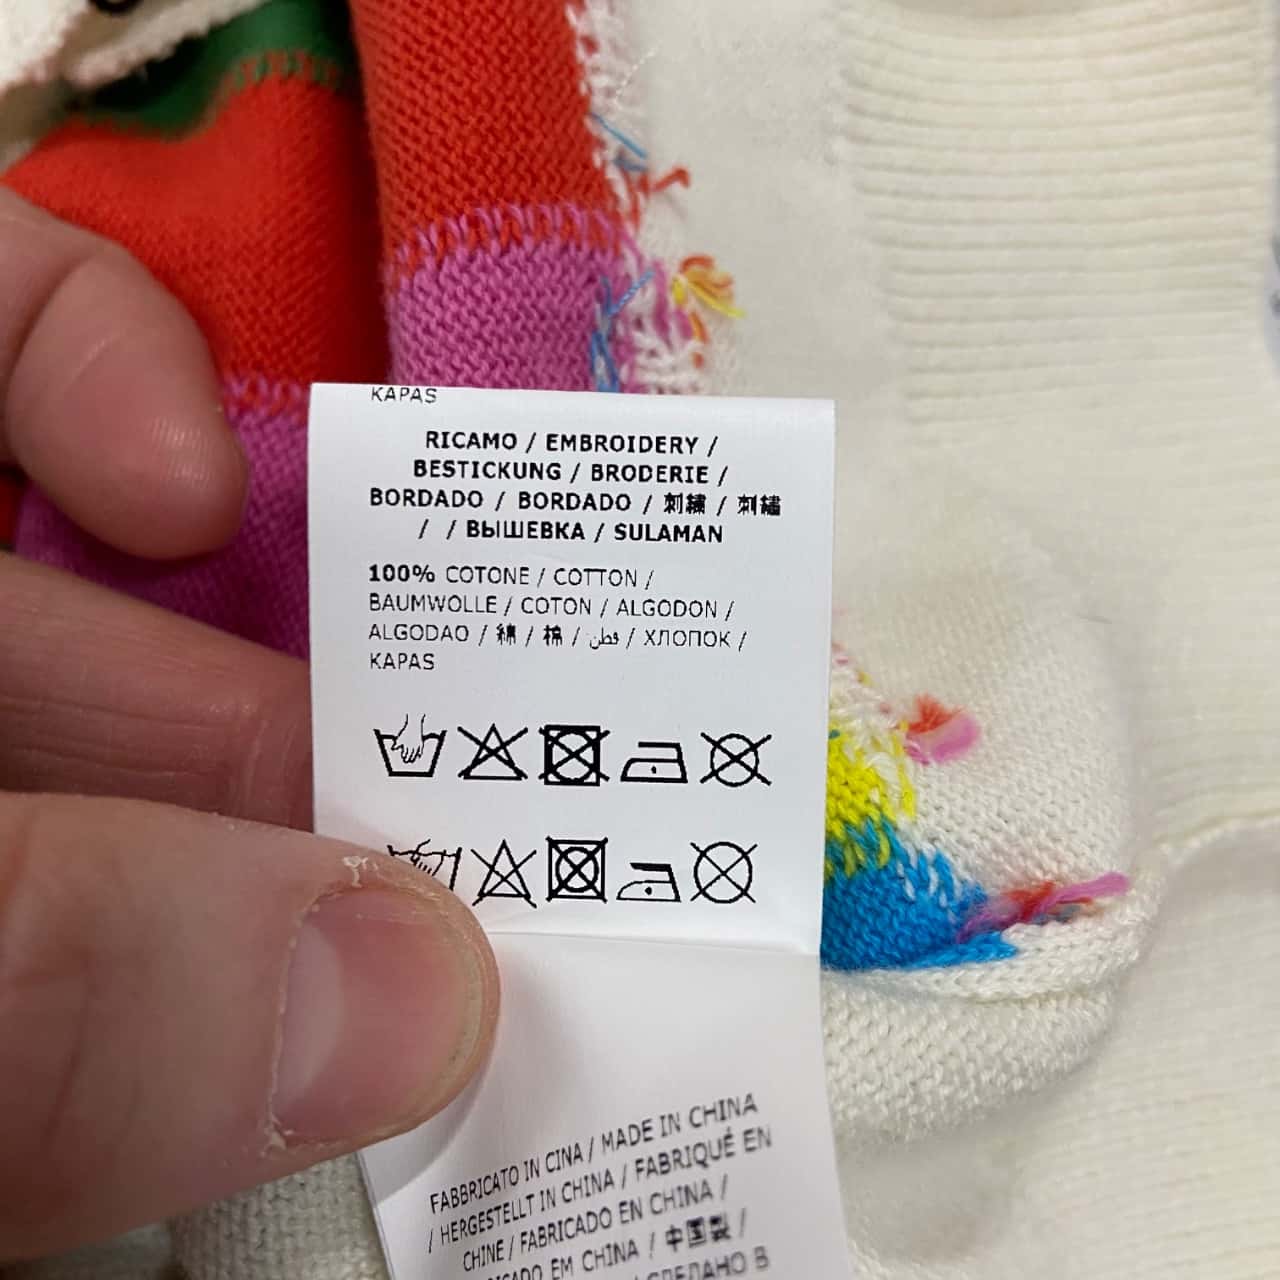 KAPAS
RICAMO / EMBROIDERY /
BESTICKUNG / BRODERIE /
BORDADO / BORDADO / 刺繍 / 刺繡
/ / ВЫШЕВКА / SULAMAN
100% COTONE / COTTON /
BAUMWOLLE / COTON / ALGODON /
ALGODAO / 綿 / 棉 / قطن / ХЛОПОК /
KAPAS
FABBRICATO IN CINA / MADE IN CHINA
/ HERGESTELLT IN CHINA / FABRIQUÉ EN
CHINE / FABRICADO EN CHINA /
EM CHINA / 中国製 /
/ СДЕЛАНО В